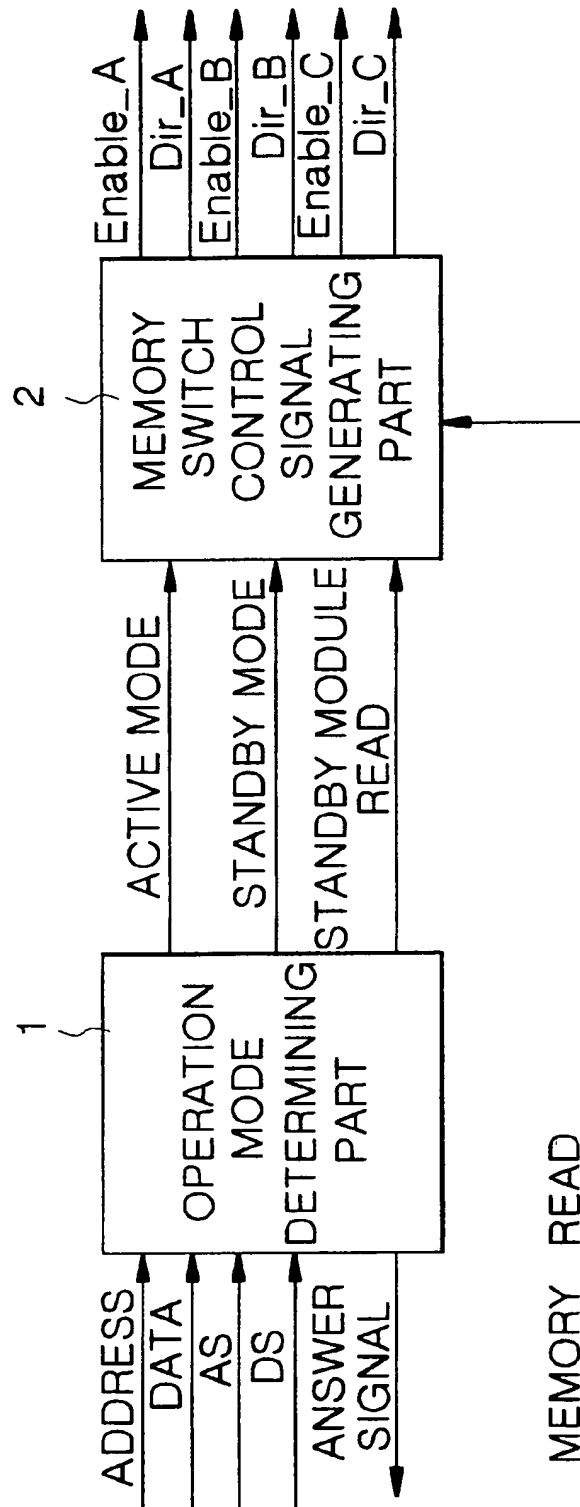 ADDRESS
DATA
AS
DS
ANSWER
SIGNAL
1
OPERATION
MODE
DETERMINING
PART
ACTIVE MODE
STANDBY MODE
STANDBY MODULE
READ
2
MEMORY
SWITCH
CONTROL
SIGNAL
GENERATING
PART
Enable_A
Dir_A
Enable_B
Dir_B
Enable_C
Dir_C
MEMORY READ